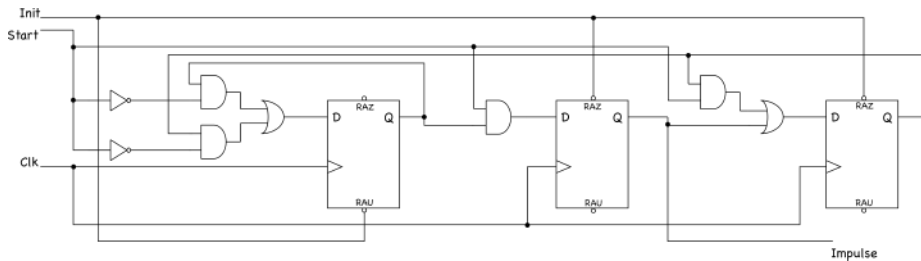 Init
Start
Clk
RAZ
D Q
RAU
RAZ
D Q
RAU
RAZ
D Q
RAU
Impulse